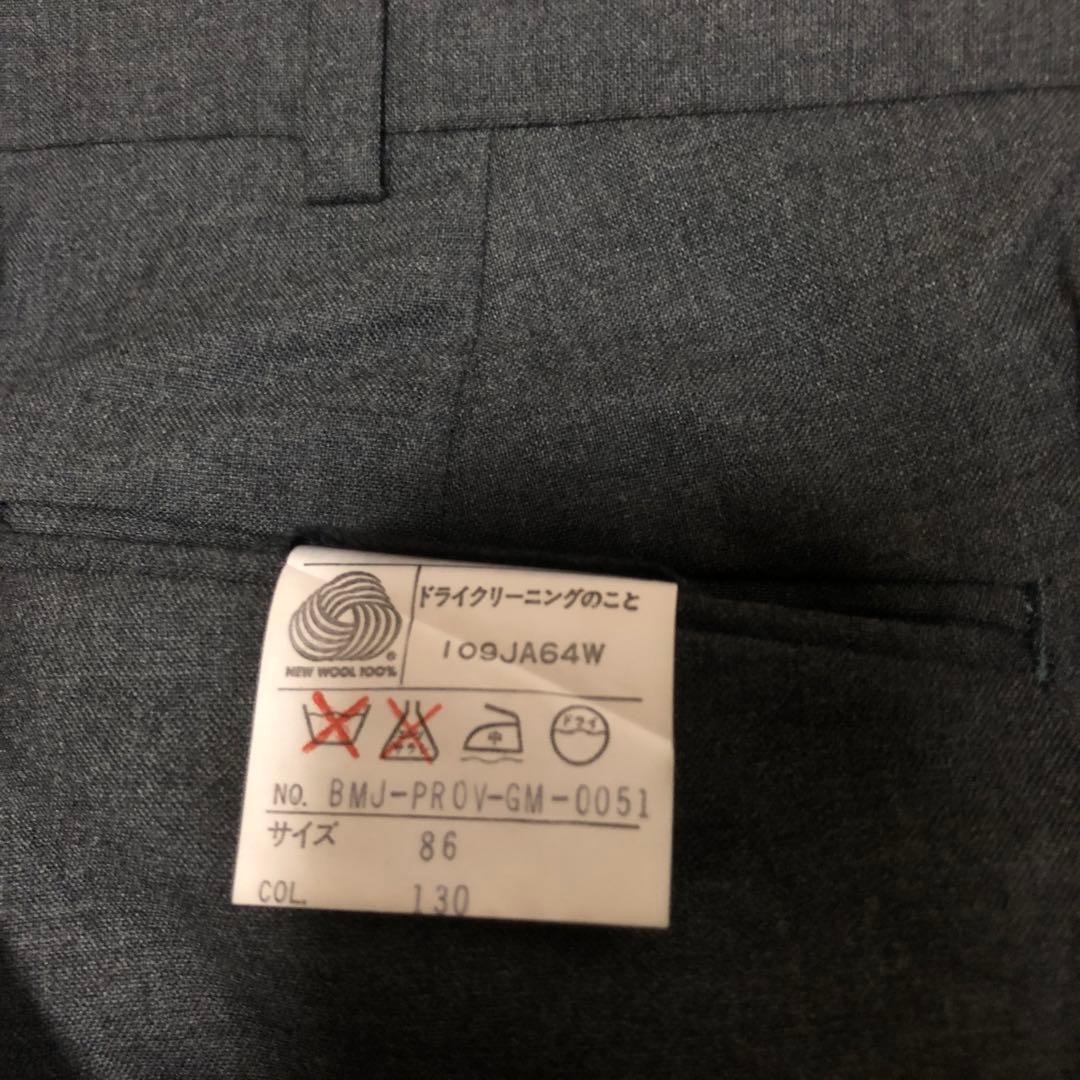 ドライクリーニングのこと
109JA64W
®
NEW WOOL 100%
中
ドライ
NO. BMJ-PROV-GM-0051
サイズ 86
COL. 130